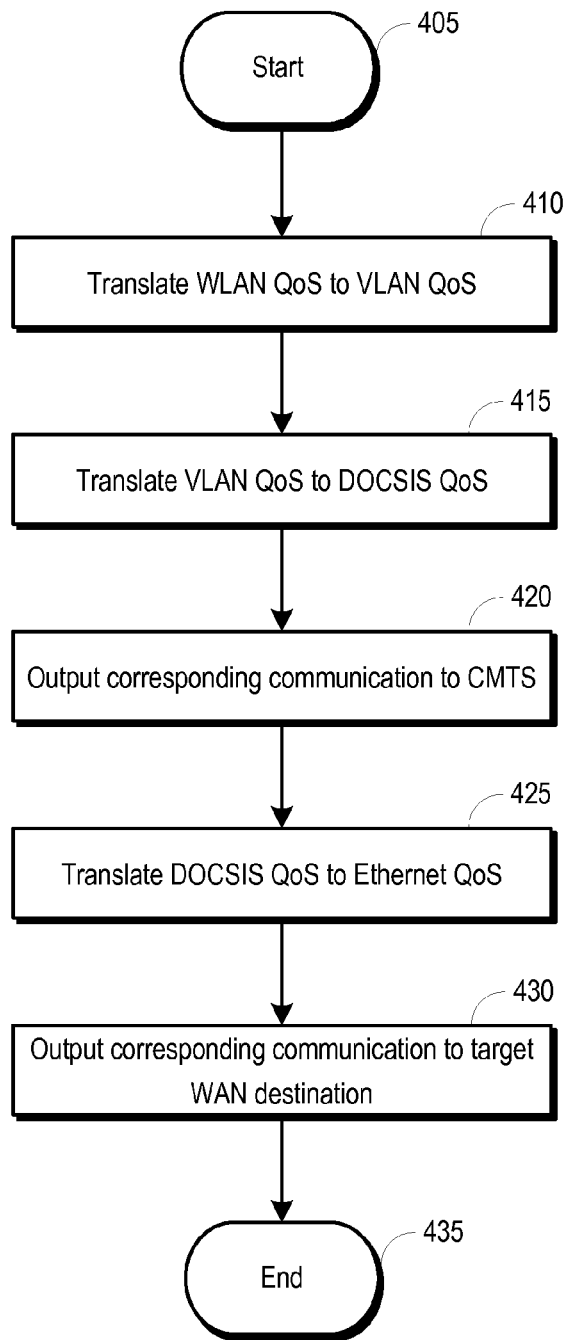 405
Start
410
Translate WLAN QoS to VLAN QoS
415
Translate VLAN QoS to DOCSIS QoS
420
Output corresponding communication to CMTS
425
Translate DOCSIS QoS to Ethernet QoS
430
Output corresponding communication to target
WAN destination
435
End